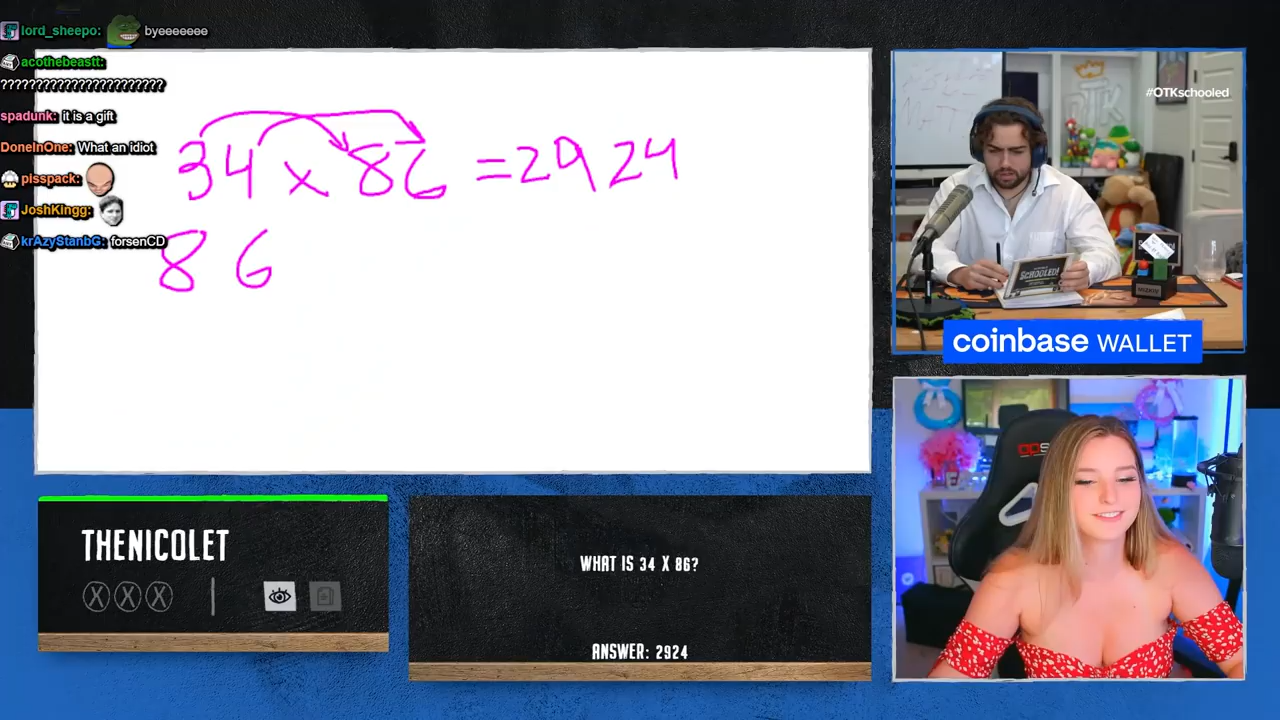 lord_sheepo: byeeeeeee
acothebeastt:
???????????????????????
spadunk: it is a gift
DoneInOne: What an idiot
pisspack:
JoshKingg:
krAzyStanbG: forsenCD
34 x 86 = 2924
8 6
#OTKschooled
SCHOOLED!
coinbase WALLET
THENICOLET
X X X
WHAT IS 34 X 86?
ANSWER: 2924